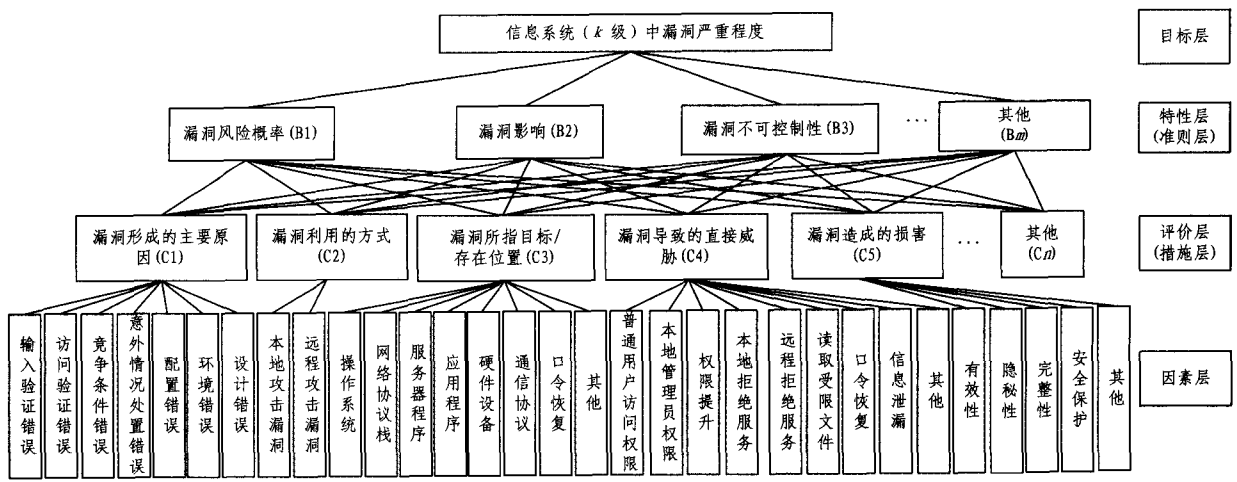 信息系统(k 级)中漏洞严重程度
目标层
漏洞风险概率(B1)
漏洞影响(B2)
漏洞不可控制性(B3)
...
其他
(Bm)
特性层
(准则层)
漏洞形成的主要原
因(C1)
漏洞利用的方式
(C2)
漏洞所指目标/
存在位置(C3)
漏洞导致的直接威
胁(C4)
漏洞造成的损害
(C5)
...
其他
(Cn)
评价层
(措施层)
输入验证错误
访问验证错误
竞争条件错误
意外情况处置错误
配置错误
环境错误
设计错误
本地攻击漏洞
远程攻击漏洞
操作系统
网络协议栈
服务器程序
应用程序
硬件设备
通信协议
口令恢复
其他
普通用户访问权限
本地管理员权限
权限提升
本地拒绝服务
远程拒绝服务
读取受限文件
口令恢复
信息泄漏
其他
有效性
隐秘性
完整性
安全保护
其他
因素层